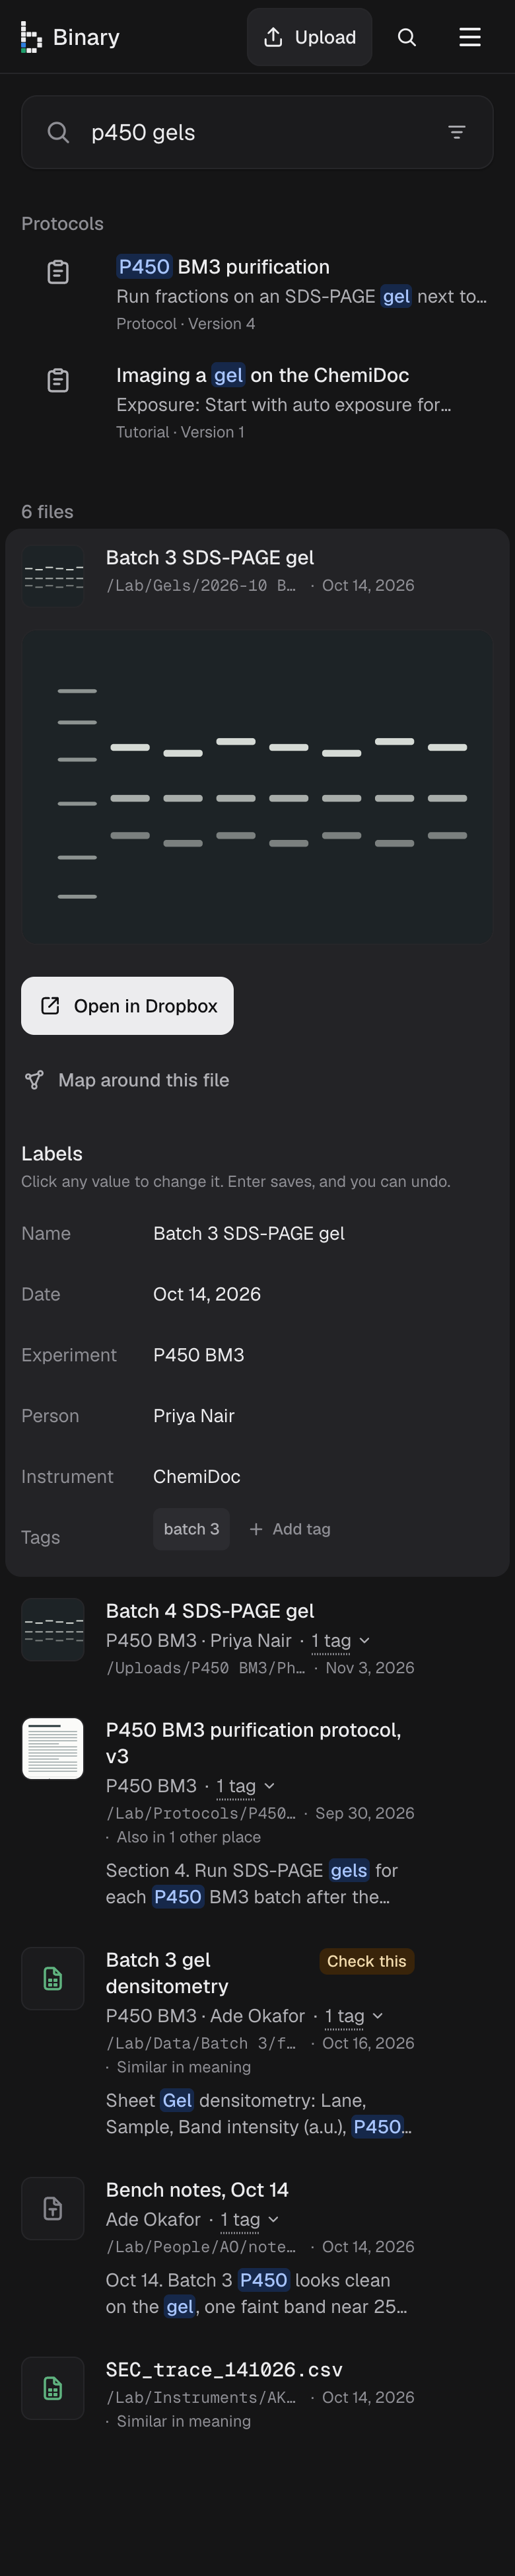 Binary
Upload
p450 gels
Protocols
P450 BM3 purification
Run fractions on an SDS-PAGE gel next to…
Protocol · Version 4
Imaging a gel on the ChemiDoc
Exposure: Start with auto exposure for…
Tutorial · Version 1
6 files
Batch 3 SDS-PAGE gel
/Lab/Gels/2026-10 B… · Oct 14, 2026
Open in Dropbox
Map around this file
Labels
Click any value to change it. Enter saves, and you can undo.
Name Batch 3 SDS-PAGE gel
Date Oct 14, 2026
Experiment P450 BM3
Person Priya Nair
Instrument ChemiDoc
Tags batch 3 + Add tag
Batch 4 SDS-PAGE gel
P450 BM3 · Priya Nair · 1 tag
/Uploads/P450 BM3/Ph… · Nov 3, 2026
P450 BM3 purification protocol,
v3
P450 BM3 · 1 tag
/Lab/Protocols/P450… · Sep 30, 2026
· Also in 1 other place
Section 4. Run SDS-PAGE gels for
each P450 BM3 batch after the…
Batch 3 gel Check this
densitometry
P450 BM3 · Ade Okafor · 1 tag
/Lab/Data/Batch 3/f… · Oct 16, 2026
· Similar in meaning
Sheet Gel densitometry: Lane,
Sample, Band intensity (a.u.), P450…
Bench notes, Oct 14
Ade Okafor · 1 tag
/Lab/People/AO/note… · Oct 14, 2026
Oct 14. Batch 3 P450 looks clean
on the gel, one faint band near 25…
SEC_trace_141026.csv
/Lab/Instruments/AK… · Oct 14, 2026
· Similar in meaning